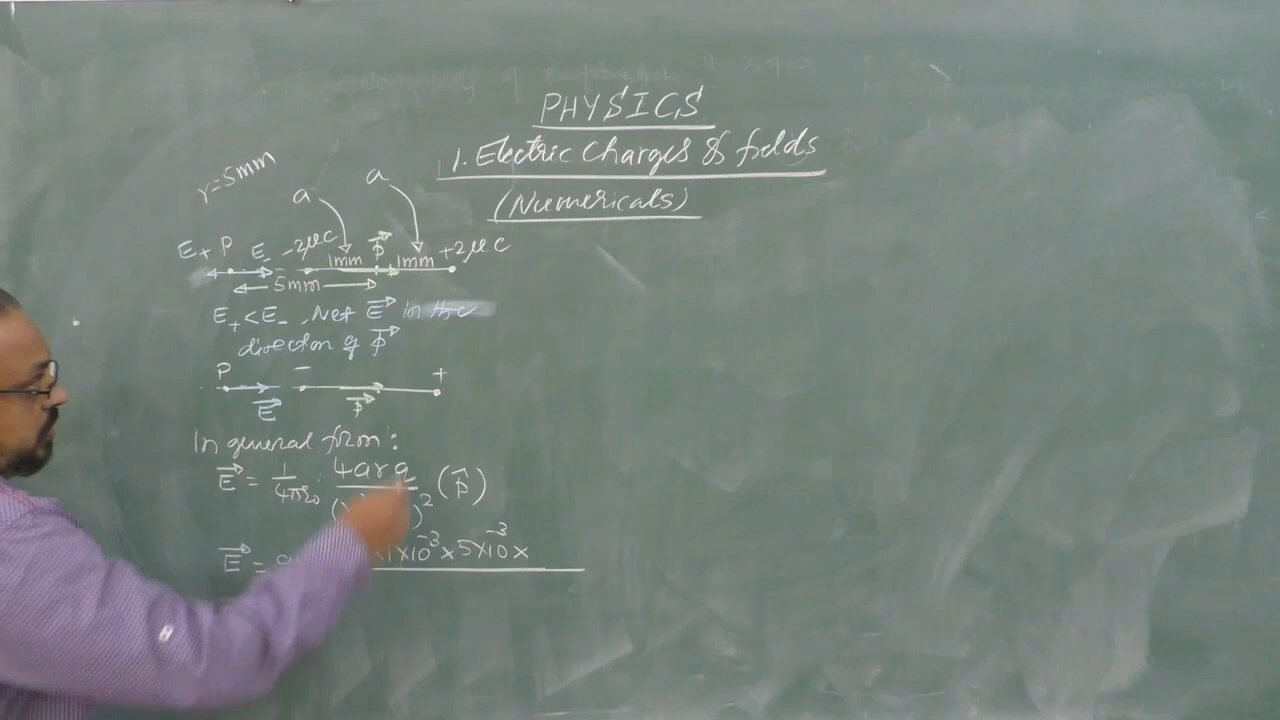 PHYSICS
1. Electric Charges & fields
(Numericals)
r=5mm
a a
E+ P E- -2μC 1mm P⃗ 1mm +2μC
5mm
E+ < E- , Net E⃗ in the
direction of P⃗
P - +
E⃗ P⃗
In general form:
E⃗ = 1/4πε₀ · 4arq/( )² (p̂)
E⃗ = ×1×10⁻³×5×10⁻³×